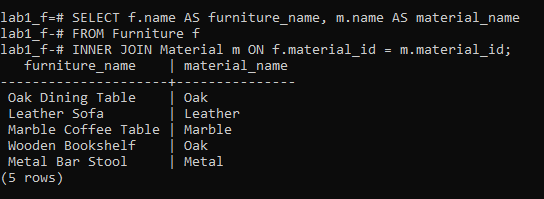 lab1_f=# SELECT f.name AS furniture_name, m.name AS material_name
lab1_f-# FROM Furniture f
lab1_f-# INNER JOIN Material m ON f.material_id = m.material_id;
   furniture_name    | material_name
---------------------+---------------
 Oak Dining Table    | Oak
 Leather Sofa        | Leather
 Marble Coffee Table | Marble
 Wooden Bookshelf    | Oak
 Metal Bar Stool     | Metal
(5 rows)